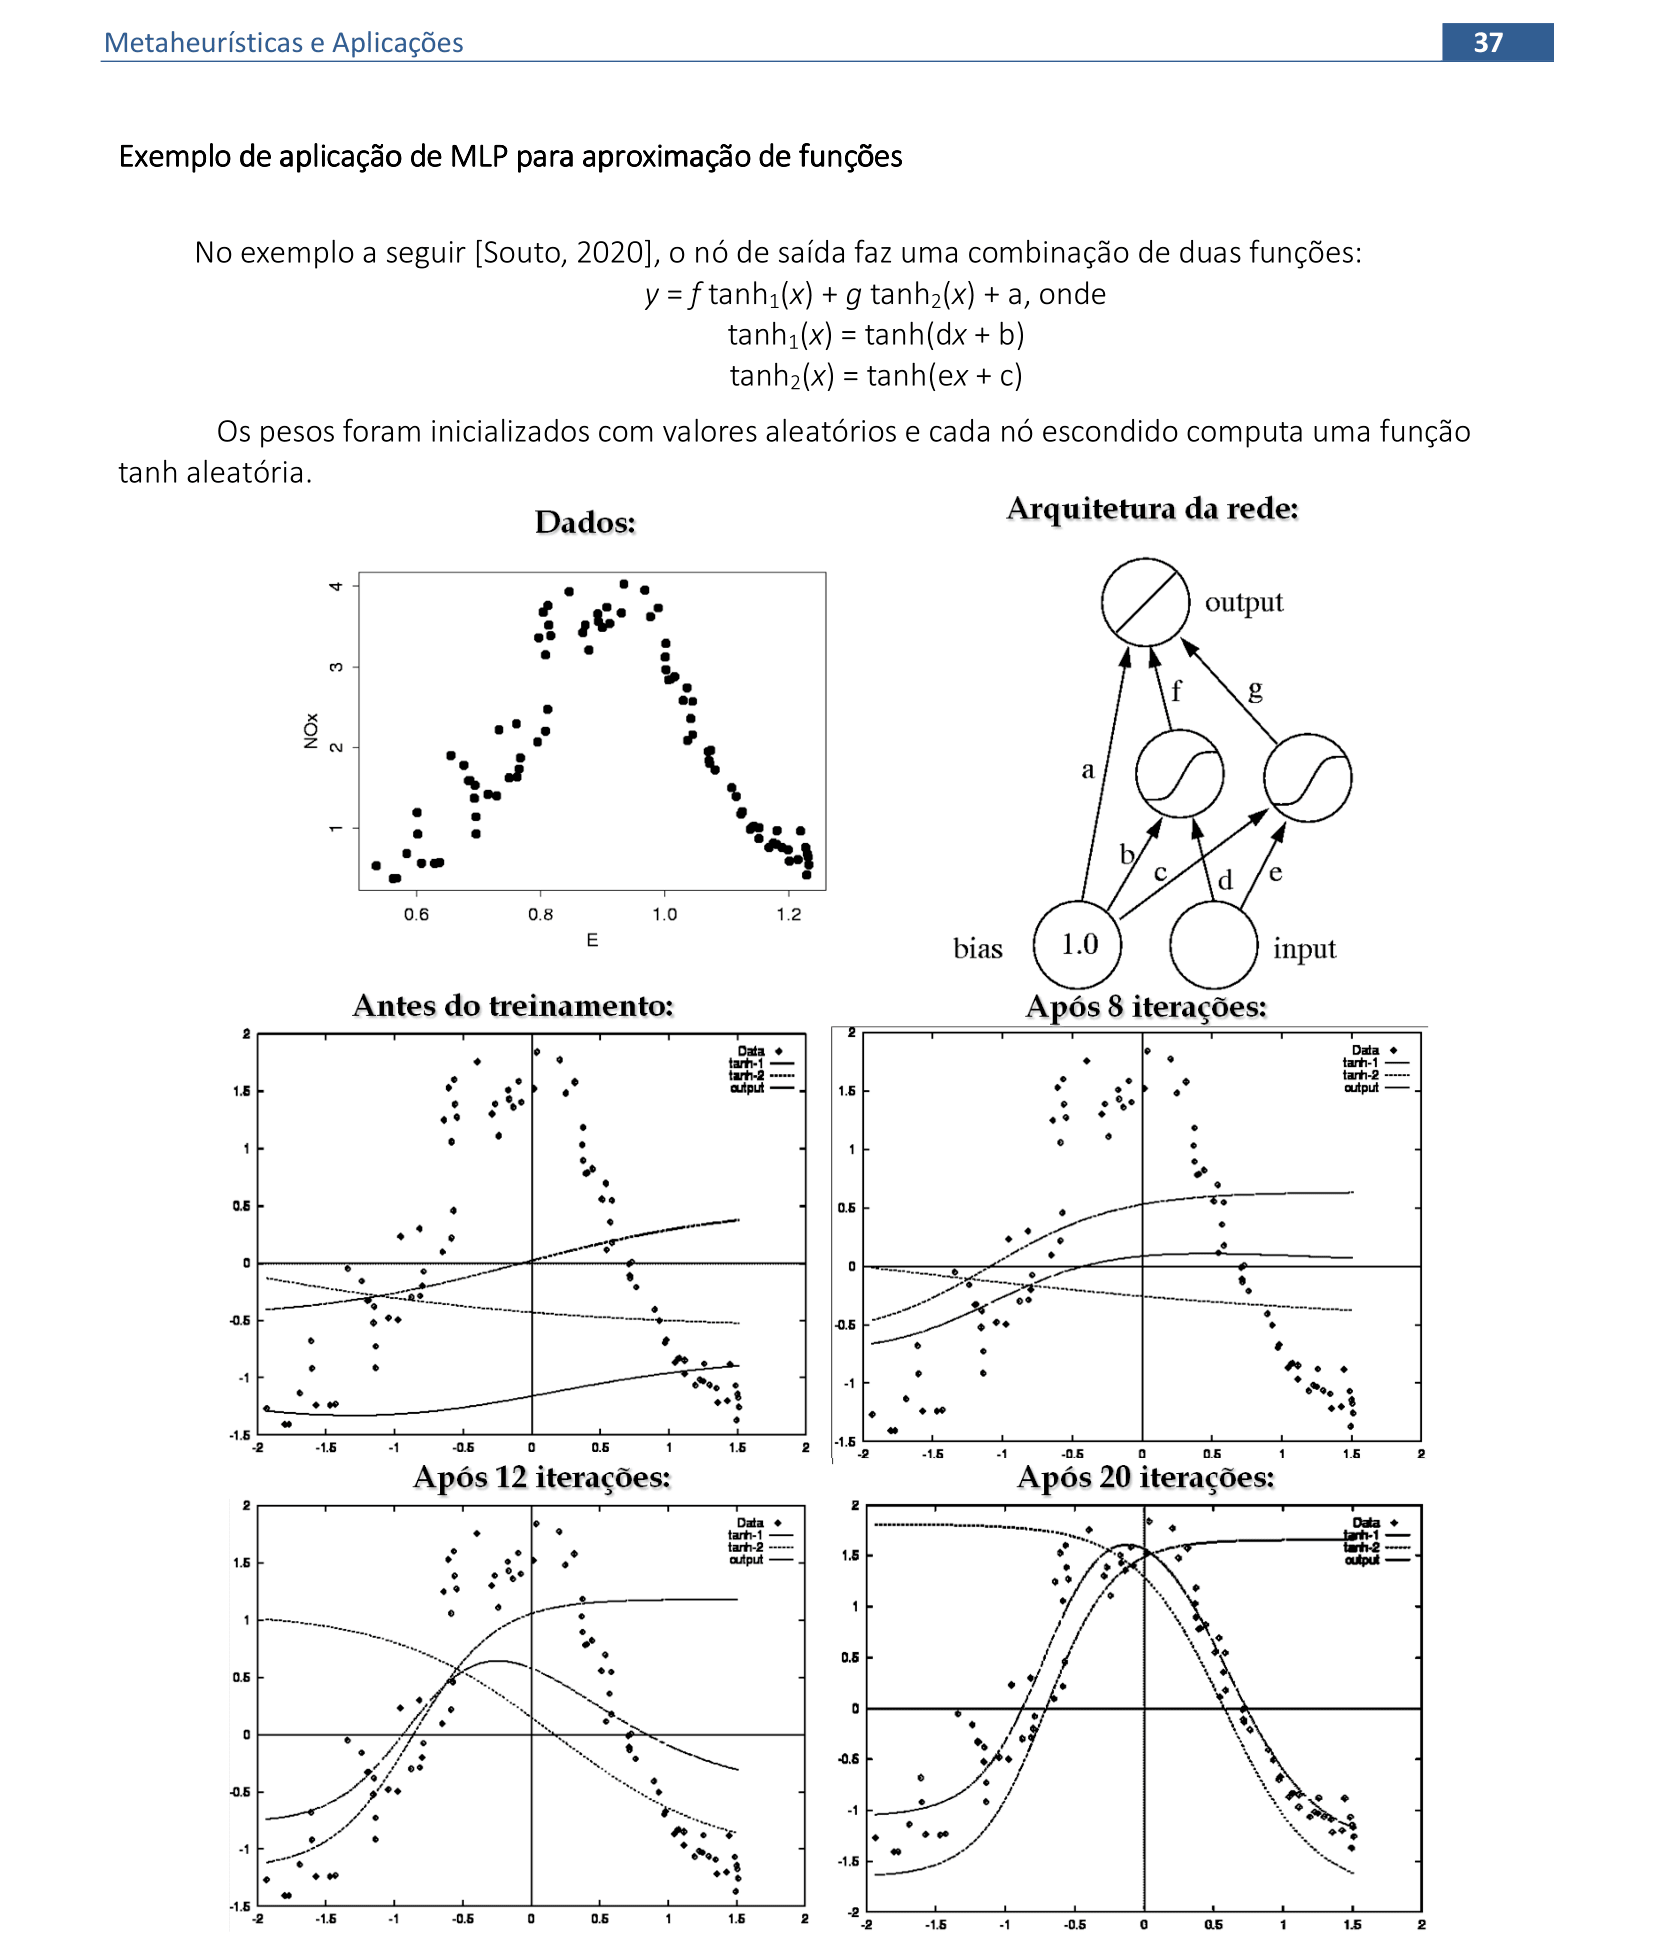 Metaheurísticas e Aplicações
37
Exemplo de aplicação de MLP para aproximação de funções
No exemplo a seguir [Souto, 2020], o nó de saída faz uma combinação de duas funções:
y = f tanh₁(x) + g tanh₂(x) + a, onde
tanh₁(x) = tanh(dx + b)
tanh₂(x) = tanh(ex + c)
Os pesos foram inicializados com valores aleatórios e cada nó escondido computa uma função
tanh aleatória.
Dados:
4
3
2
1
NOx
0.6 0.8 1.0 1.2
E
Arquitetura da rede:
output
f
g
a
b
c
d
e
bias
1.0
input
Antes do treinamento:
Data
tanh-1
tanh-2
output
2
1.5
1
0.5
0
-0.5
-1
-1.5
-2 -1.5 -1 -0.5 0 0.5 1 1.5 2
Após 8 iterações:
Data
tanh-1
tanh-2
output
2
1.5
1
0.5
0
-0.5
-1
-1.5
-2 -1.5 -1 -0.5 0 0.5 1 1.5 2
Após 12 iterações:
Data
tanh-1
tanh-2
output
2
1.5
1
0.5
0
-0.5
-1
-1.5
-2 -1.5 -1 -0.5 0 0.5 1 1.5 2
Após 20 iterações:
Data
tanh-1
tanh-2
output
2
1.5
1
0.5
0
-0.5
-1
-1.5
-2
-2 -1.5 -1 -0.5 0 0.5 1 1.5 2